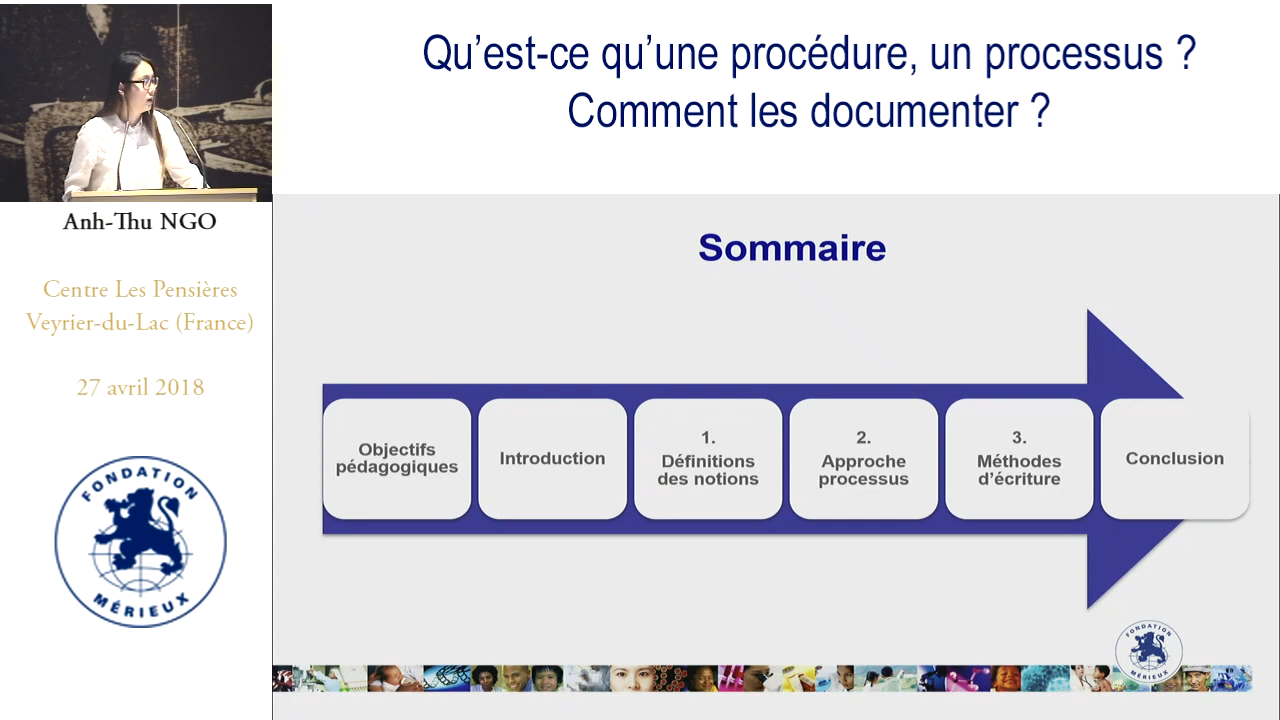 Qu’est-ce qu’une procédure, un processus ?
Comment les documenter ?
Anh-Thu NGO
Centre Les Pensières
Veyrier-du-Lac (France)
27 avril 2018
FONDATION
MÉRIEUX
Sommaire
Objectifs
pédagogiques
Introduction
1.
Définitions
des notions
2.
Approche
processus
3.
Méthodes
d’écriture
Conclusion
FONDATION
MÉRIEUX